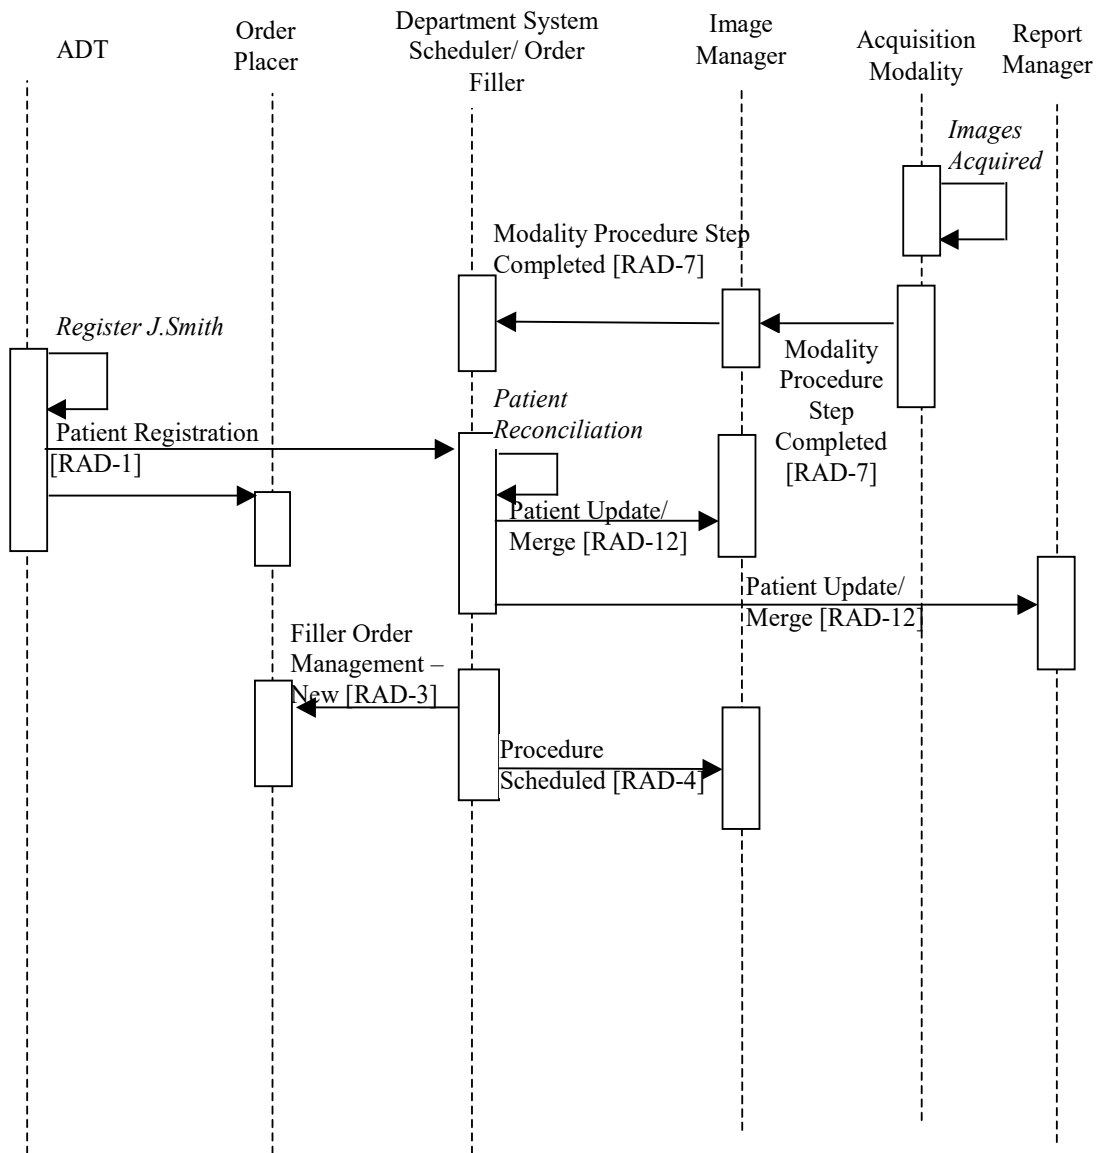 ADT
Order
Placer
Department System
Scheduler/ Order
Filler
Image
Manager
Acquisition
Modality
Report
Manager
Images
Acquired
Modality Procedure Step
Completed [RAD-7]
Register J.Smith
Modality
Procedure
Step
Completed
[RAD-7]
Patient
Reconciliation
Patient Registration
[RAD-1]
Patient Update/
Merge [RAD-12]
Patient Update/
Merge [RAD-12]
Filler Order
Management –
New [RAD-3]
Procedure
Scheduled [RAD-4]